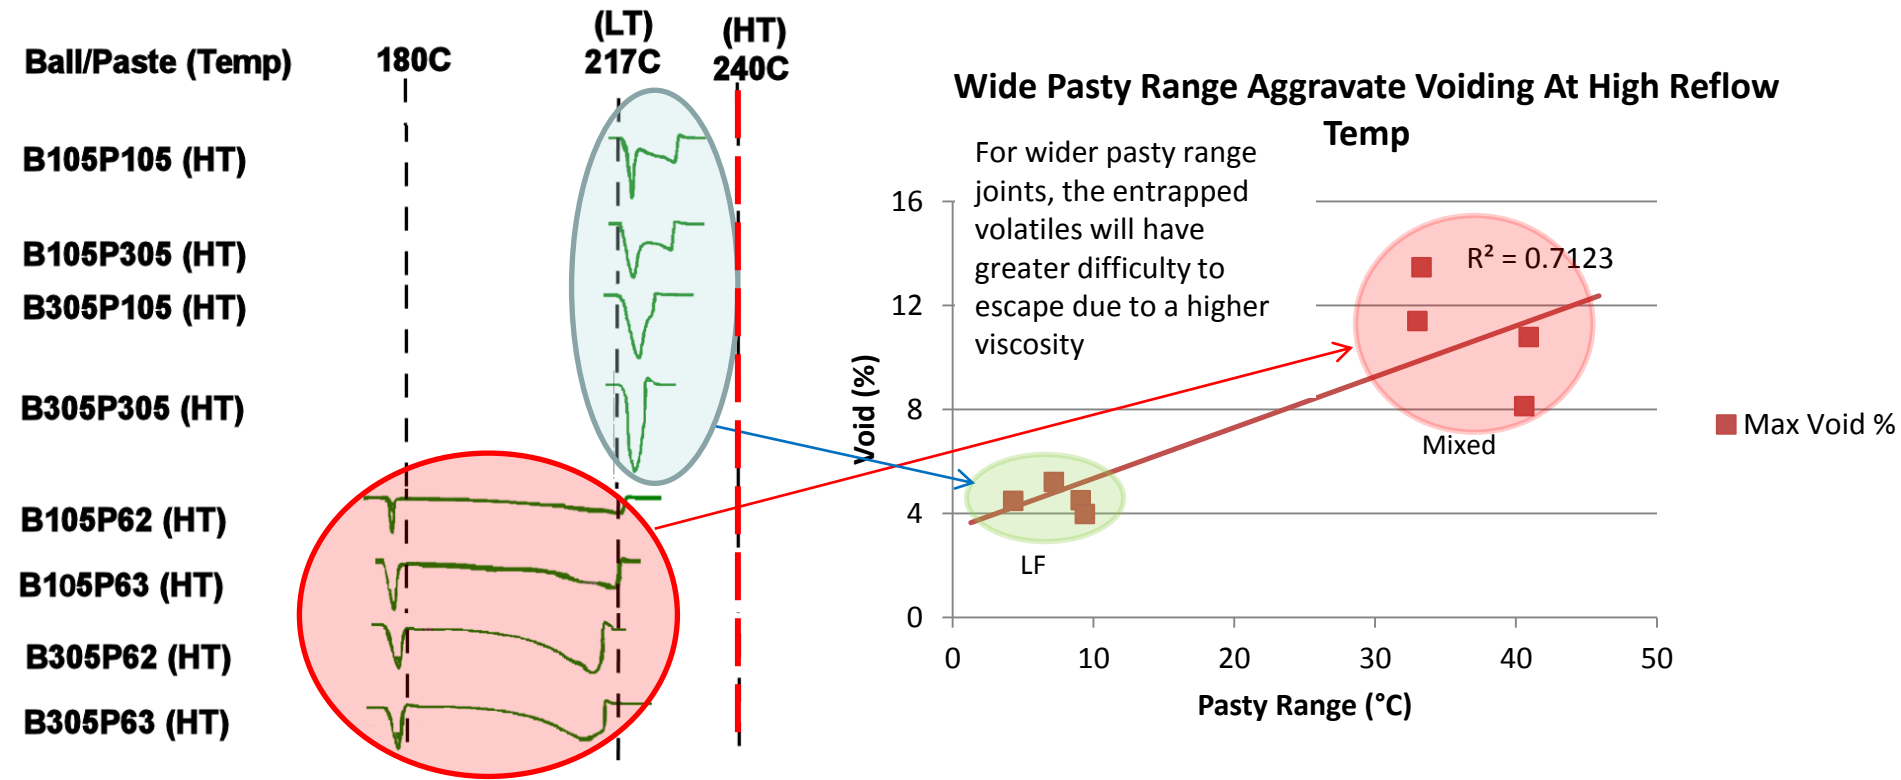 Ball/Paste (Temp)
180C
(LT)
217C
(HT)
240C
B105P105 (HT)
B105P305 (HT)
B305P105 (HT)
B305P305 (HT)
B105P62 (HT)
B105P63 (HT)
B305P62 (HT)
B305P63 (HT)
Wide Pasty Range Aggravate Voiding At High Reflow
Temp
For wider pasty range
joints, the entrapped
volatiles will have
greater difficulty to
escape due to a higher
viscosity
R² = 0.7123
16
12
8
4
0
Void (%)
Mixed
LF
Max Void %
0 10 20 30 40 50
Pasty Range (°C)